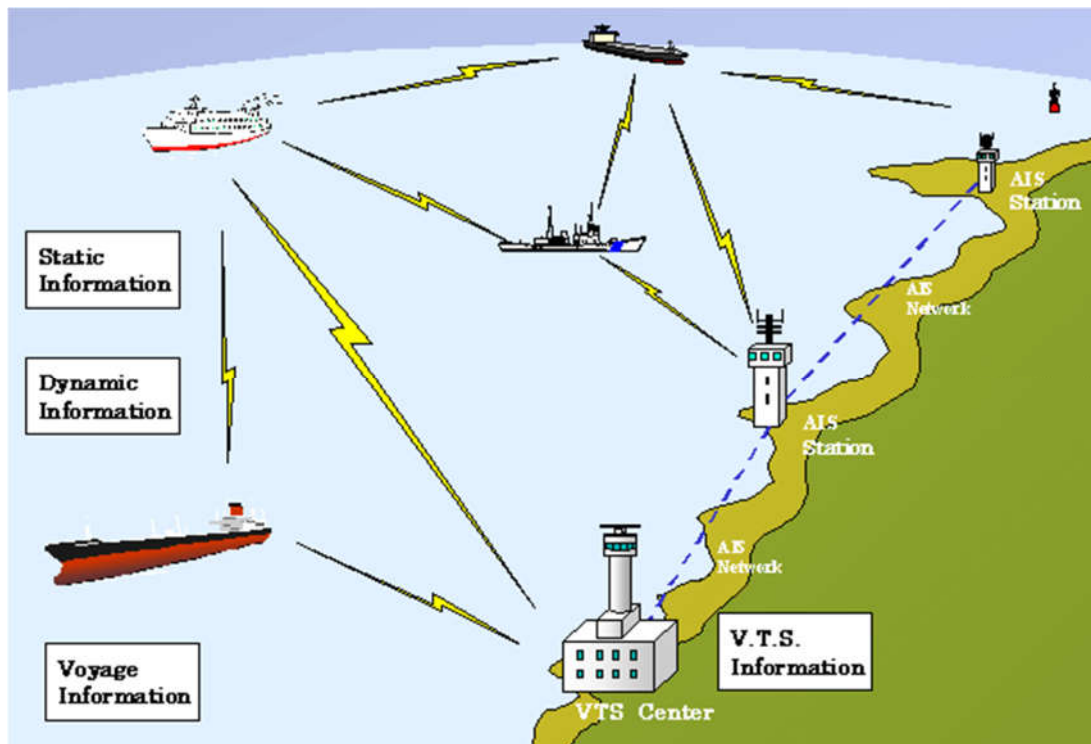 AIS
Station
Static
Information
AIS
Network
Dynamic
Information
AIS
Station
AIS
Network
V.T.S.
Information
Voyage
Information
VTS Center